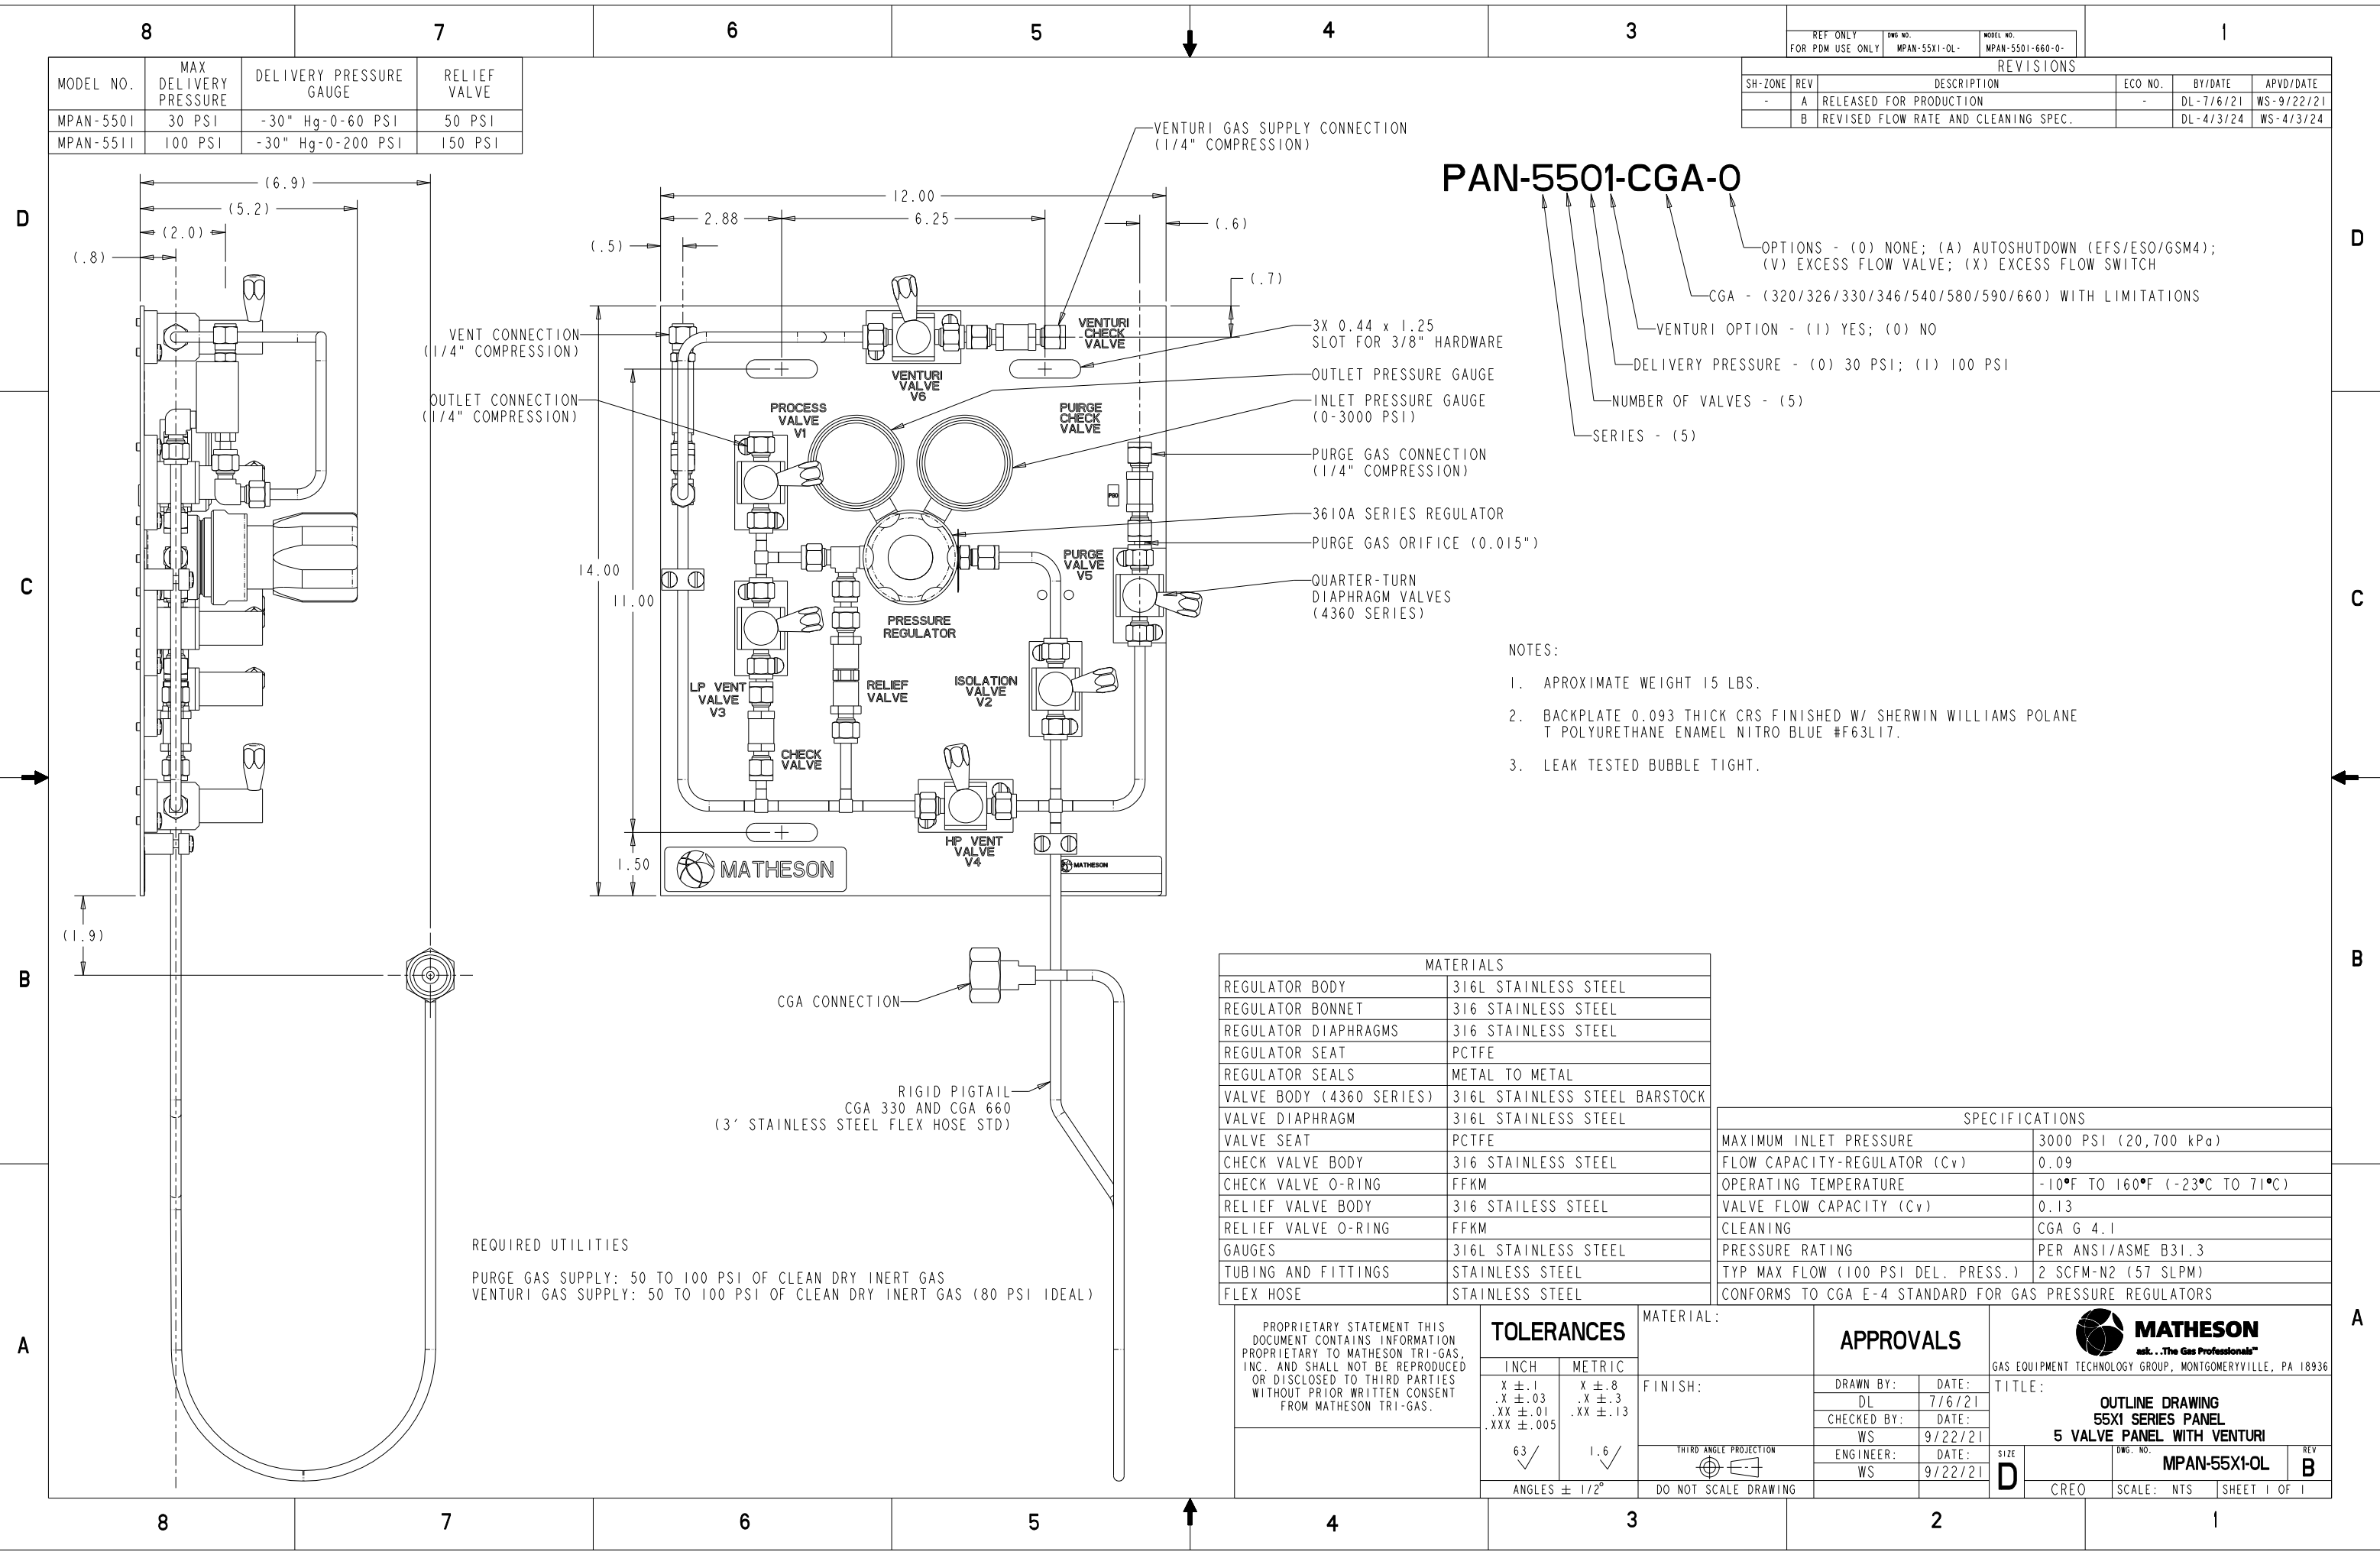 8
7
6
5
4
3
1
REF ONLY
FOR PDM USE ONLY
DWG NO.
MPAN-55X1-OL-
MODEL NO.
MPAN-5501-660-0-
REVISIONS
SH-ZONE REV DESCRIPTION ECO NO. BY/DATE APVD/DATE
- A RELEASED FOR PRODUCTION - DL-7/6/21 WS-9/22/21
B REVISED FLOW RATE AND CLEANING SPEC. DL-4/3/24 WS-4/3/24
MODEL NO. MAX DELIVERY PRESSURE DELIVERY PRESSURE GAUGE RELIEF VALVE
MPAN-5501 30 PSI -30" Hg-0-60 PSI 50 PSI
MPAN-5511 100 PSI -30" Hg-0-200 PSI 150 PSI
D
D
C
C
B
B
A
A
(6.9)
(5.2)
(2.0)
(.8)
(1.9)
12.00
2.88
6.25
(.6)
(.5)
(.7)
14.00
11.00
1.50
VENTURI GAS SUPPLY CONNECTION
(1/4" COMPRESSION)
VENT CONNECTION
(1/4" COMPRESSION)
OUTLET CONNECTION
(1/4" COMPRESSION)
3X 0.44 x 1.25
SLOT FOR 3/8" HARDWARE
OUTLET PRESSURE GAUGE
INLET PRESSURE GAUGE
(0-3000 PSI)
PURGE GAS CONNECTION
(1/4" COMPRESSION)
3610A SERIES REGULATOR
PURGE GAS ORIFICE (0.015")
QUARTER-TURN
DIAPHRAGM VALVES
(4360 SERIES)
VENTURI
CHECK
VALVE
VENTURI
VALVE
V6
PROCESS
VALVE
V1
PUIRGE
CHECK
VALVE
PGO
PURGE
VALVE
V5
PRESSURE
REGULATOR
LP VENT
VALVE
V3
RELIEF
VALVE
ISOLATION
VALVE
V2
CHECK
VALVE
HP VENT
VALVE
V4
MATHESON
MATHESON
CGA CONNECTION
RIGID PIGTAIL
CGA 330 AND CGA 660
(3' STAINLESS STEEL FLEX HOSE STD)
PAN-5501-CGA-0
OPTIONS - (0) NONE; (A) AUTOSHUTDOWN (EFS/ESO/GSM4);
(V) EXCESS FLOW VALVE; (X) EXCESS FLOW SWITCH
CGA - (320/326/330/346/540/580/590/660) WITH LIMITATIONS
VENTURI OPTION - (1) YES; (0) NO
DELIVERY PRESSURE - (0) 30 PSI; (1) 100 PSI
NUMBER OF VALVES - (5)
SERIES - (5)
NOTES:
1. APROXIMATE WEIGHT 15 LBS.
2. BACKPLATE 0.093 THICK CRS FINISHED W/ SHERWIN WILLIAMS POLANE
T POLYURETHANE ENAMEL NITRO BLUE #F63L17.
3. LEAK TESTED BUBBLE TIGHT.
REQUIRED UTILITIES
PURGE GAS SUPPLY: 50 TO 100 PSI OF CLEAN DRY INERT GAS
VENTURI GAS SUPPLY: 50 TO 100 PSI OF CLEAN DRY INERT GAS (80 PSI IDEAL)
MATERIALS
REGULATOR BODY 316L STAINLESS STEEL
REGULATOR BONNET 316 STAINLESS STEEL
REGULATOR DIAPHRAGMS 316 STAINLESS STEEL
REGULATOR SEAT PCTFE
REGULATOR SEALS METAL TO METAL
VALVE BODY (4360 SERIES) 316L STAINLESS STEEL BARSTOCK
VALVE DIAPHRAGM 316L STAINLESS STEEL
VALVE SEAT PCTFE
CHECK VALVE BODY 316 STAINLESS STEEL
CHECK VALVE O-RING FFKM
RELIEF VALVE BODY 316 STAILESS STEEL
RELIEF VALVE O-RING FFKM
GAUGES 316L STAINLESS STEEL
TUBING AND FITTINGS STAINLESS STEEL
FLEX HOSE STAINLESS STEEL
SPECIFICATIONS
MAXIMUM INLET PRESSURE 3000 PSI (20,700 kPa)
FLOW CAPACITY-REGULATOR (Cv) 0.09
OPERATING TEMPERATURE -10°F TO 160°F (-23°C TO 71°C)
VALVE FLOW CAPACITY (Cv) 0.13
CLEANING CGA G 4.1
PRESSURE RATING PER ANSI/ASME B31.3
TYP MAX FLOW (100 PSI DEL. PRESS.) 2 SCFM-N2 (57 SLPM)
CONFORMS TO CGA E-4 STANDARD FOR GAS PRESSURE REGULATORS
PROPRIETARY STATEMENT THIS
DOCUMENT CONTAINS INFORMATION
PROPRIETARY TO MATHESON TRI-GAS,
INC. AND SHALL NOT BE REPRODUCED
OR DISCLOSED TO THIRD PARTIES
WITHOUT PRIOR WRITTEN CONSENT
FROM MATHESON TRI-GAS.
TOLERANCES
INCH METRIC
X ±.1 X ±.8
.X ±.03 .X ±.3
.XX ±.01 .XX ±.13
.XXX ±.005
63 1.6
ANGLES ± 1/2°
MATERIAL:
FINISH:
THIRD ANGLE PROJECTION
DO NOT SCALE DRAWING
APPROVALS
DRAWN BY: DATE:
DL 7/6/21
CHECKED BY: DATE:
WS 9/22/21
ENGINEER: DATE:
WS 9/22/21
MATHESON
ask. . .The Gas Professionals™
GAS EQUIPMENT TECHNOLOGY GROUP, MONTGOMERYVILLE, PA 18936
TITLE:
OUTLINE DRAWING
55X1 SERIES PANEL
5 VALVE PANEL WITH VENTURI
SIZE
D
DWG. NO.
MPAN-55X1-OL
REV
B
CREO
SCALE: NTS
SHEET 1 OF 1
8
7
6
5
4
3
2
1